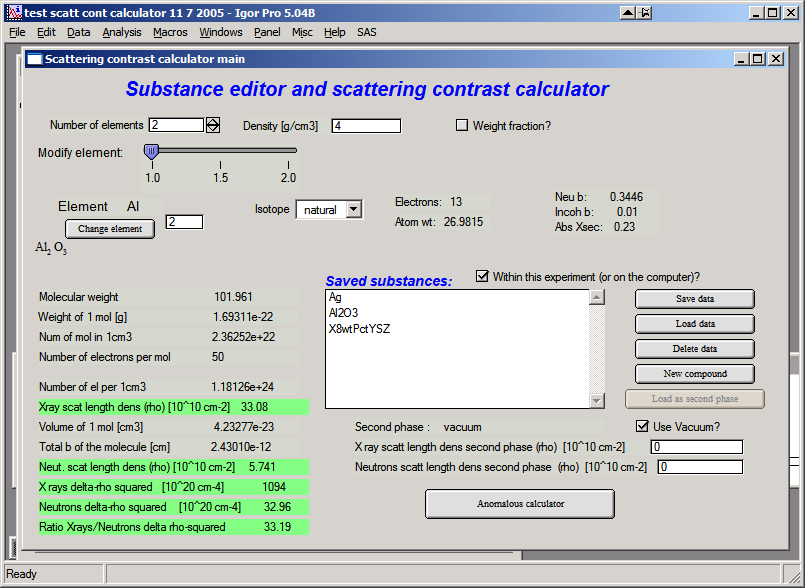 test scatt cont calculator 11 7 2005 - Igor Pro 5.04B
File Edit Data Analysis Macros Windows Panel Misc Help SAS
Scattering contrast calculator main
Substance editor and scattering contrast calculator
Number of elements 2 Density [g/cm3] 4 Weight fraction?
Modify element:
1.0 1.5 2.0
Element Al 2 Isotope natural Electrons: 13 Neu b: 0.3446
Change element Atom wt: 26.9815 Incoh b: 0.01
Abs Xsec: 0.23
Al2 O3
Saved substances: Within this experiment (or on the computer)?
Ag
Al2O3
X8wtPctYSZ
Save data
Load data
Delete data
New compound
Load as second phase
Molecular weight 101.961
Weight of 1 mol [g] 1.69311e-22
Num of mol in 1cm3 2.36252e+22
Number of electrons per mol 50
Number of el per 1cm3 1.18126e+24
Xray scat length dens (rho) [10^10 cm-2] 33.08
Volume of 1 mol [cm3] 4.23277e-23
Total b of the molecule [cm] 2.43010e-12
Neut. scat length dens (rho) [10^10 cm-2] 5.741
X rays delta-rho squared [10^20 cm-4] 1094
Neutrons delta-rho squared [10^20 cm-4] 32.96
Ratio Xrays/Neutrons delta rho-squared 33.19
Second phase : vacuum Use Vacuum?
X ray scatt length dens second phase (rho) [10^10 cm-2] 0
Neutrons scatt length dens second phase (rho) [10^10 cm-2] 0
Anomalous calculator
Ready